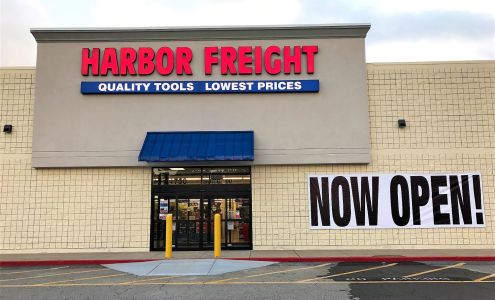 HARBOR FREIGHT
QUALITY TOOLS LOWEST PRICES
NOW OPEN!